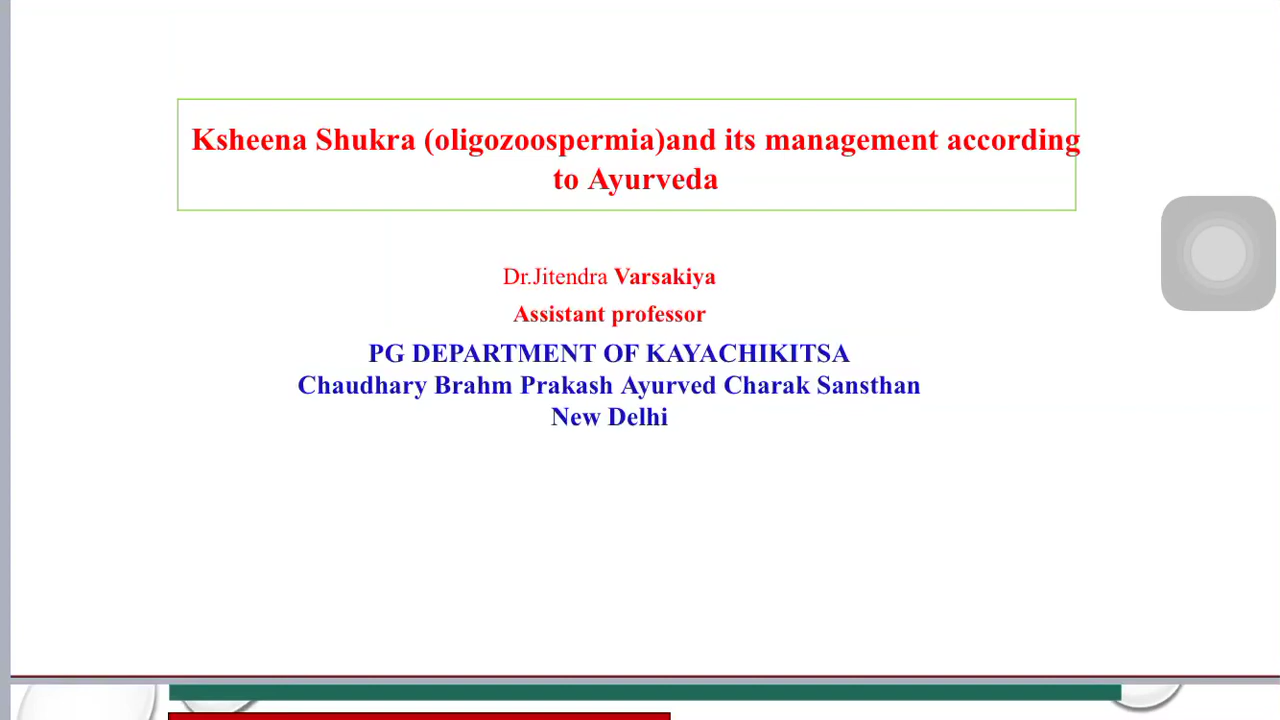 Ksheena Shukra (oligozoospermia)and its management according
to Ayurveda
Dr.Jitendra Varsakiya
Assistant professor
PG DEPARTMENT OF KAYACHIKITSA
Chaudhary Brahm Prakash Ayurved Charak Sansthan
New Delhi